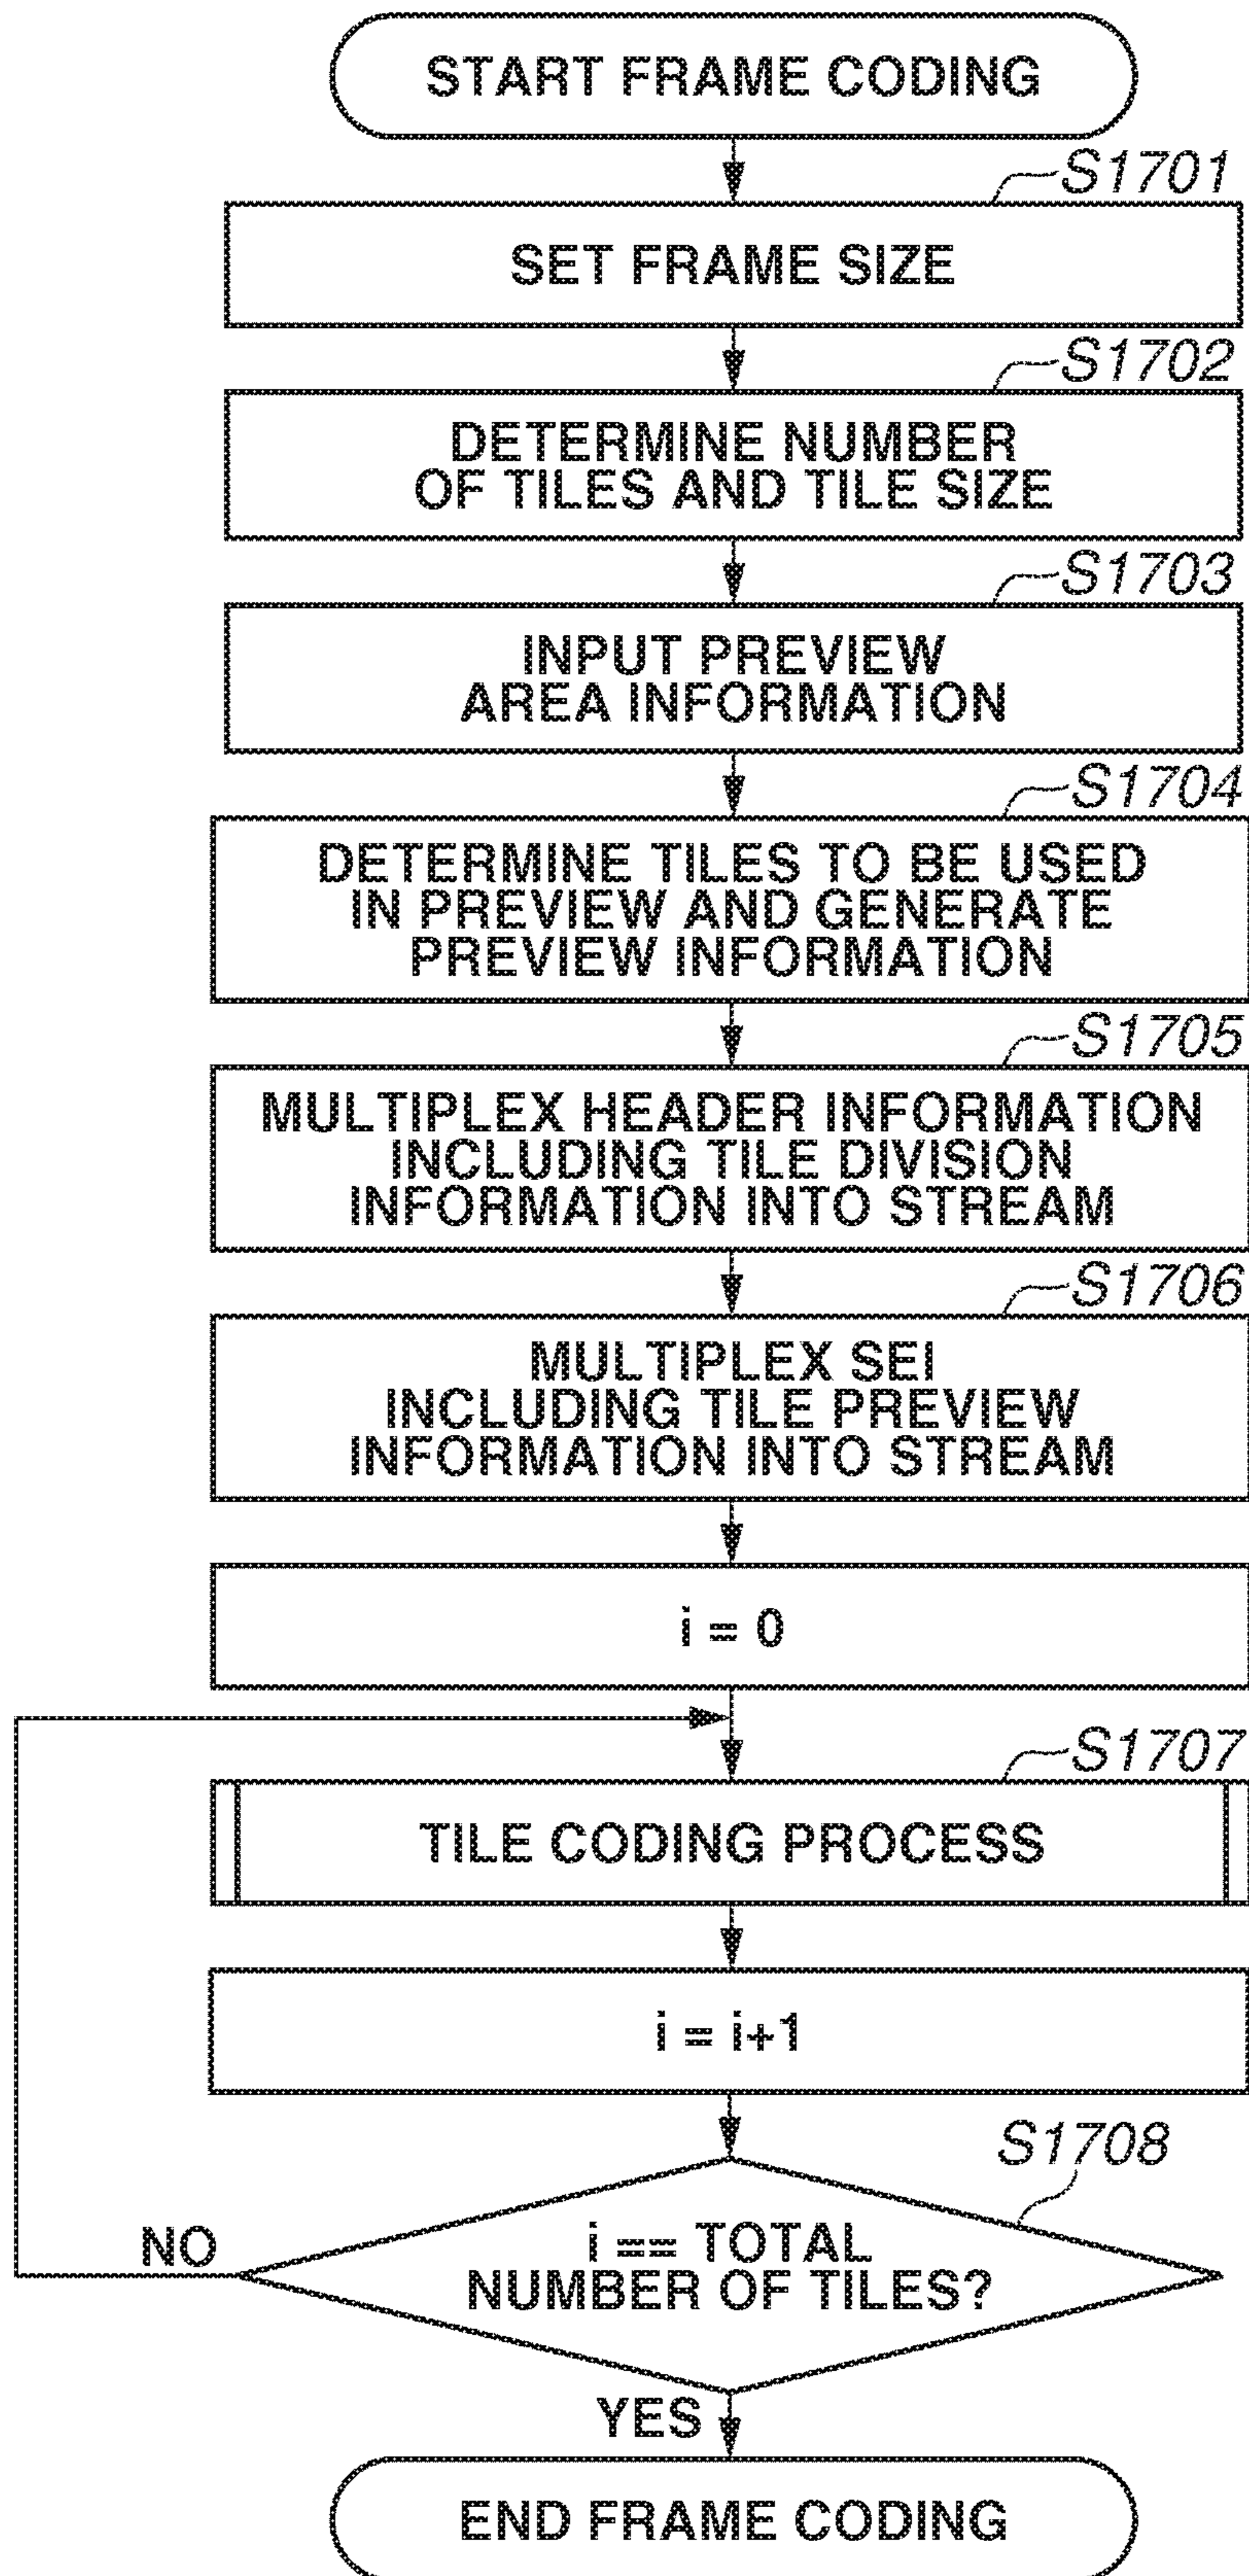 START FRAME CODING
S1701
SET FRAME SIZE
S1702
DETERMINE NUMBER
OF TILES AND TILE SIZE
S1703
INPUT PREVIEW
AREA INFORMATION
S1704
DETERMINE TILES TO BE USED
IN PREVIEW AND GENERATE
PREVIEW INFORMATION
S1705
MULTIPLEX HEADER INFORMATION
INCLUDING TILE DIVISION
INFORMATION INTO STREAM
S1706
MULTIPLEX SEI
INCLUDING TILE PREVIEW
INFORMATION INTO STREAM
i = 0
S1707
TILE CODING PROCESS
i = i+1
S1708
i == TOTAL
NUMBER OF TILES?
NO
YES
END FRAME CODING